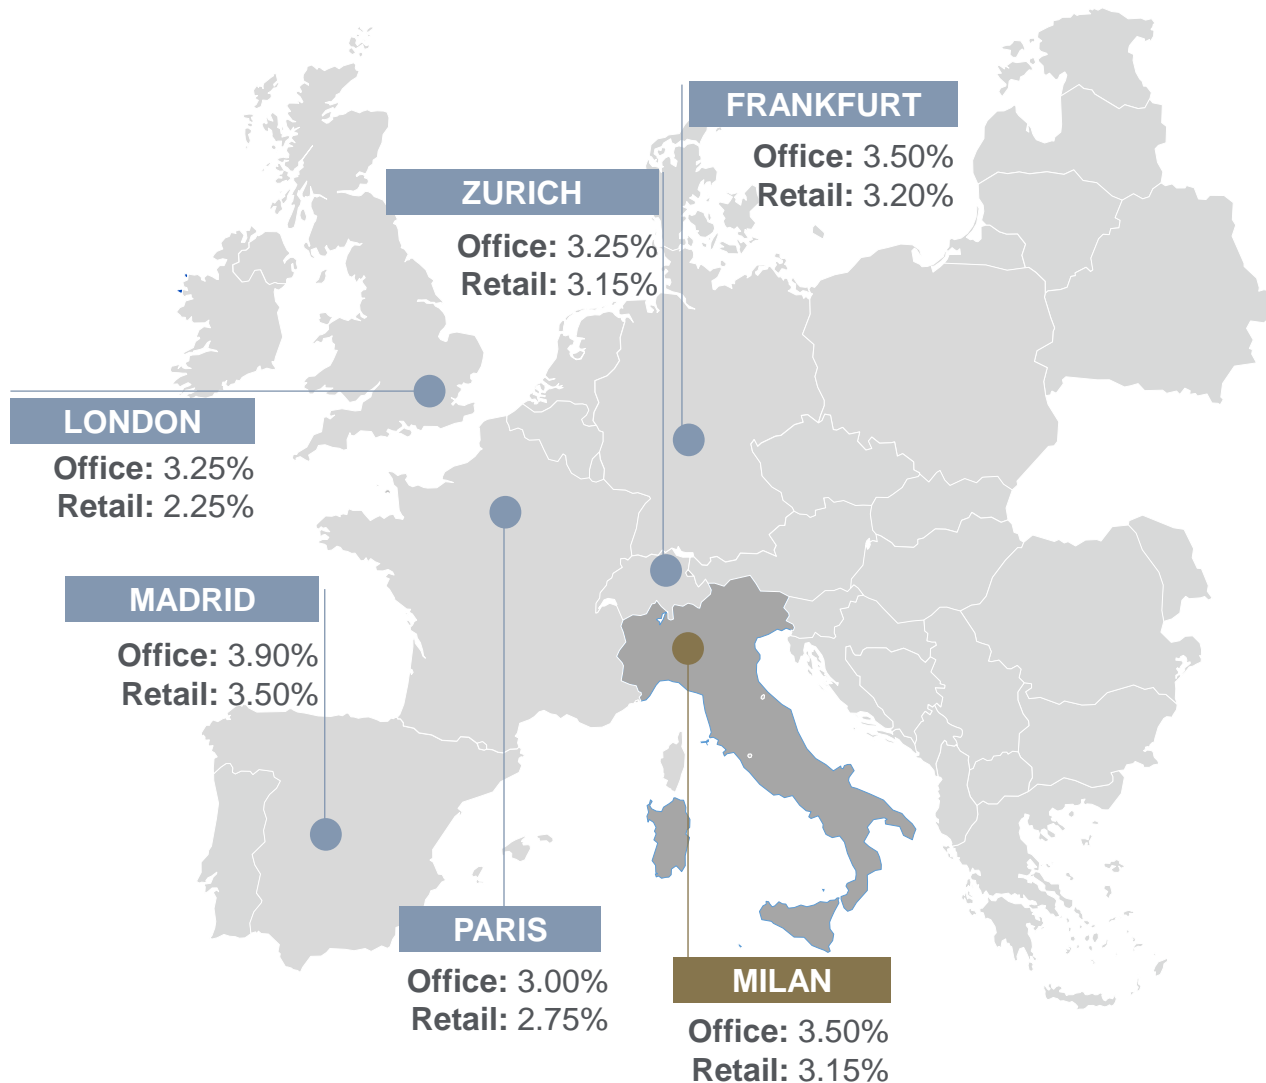 FRANKFURT
Office: 3.50%
Retail: 3.20%
ZURICH
Office: 3.25%
Retail: 3.15%
LONDON
Office: 3.25%
Retail: 2.25%
MADRID
Office: 3.90%
Retail: 3.50%
PARIS
Office: 3.00%
Retail: 2.75%
MILAN
Office: 3.50%
Retail: 3.15%